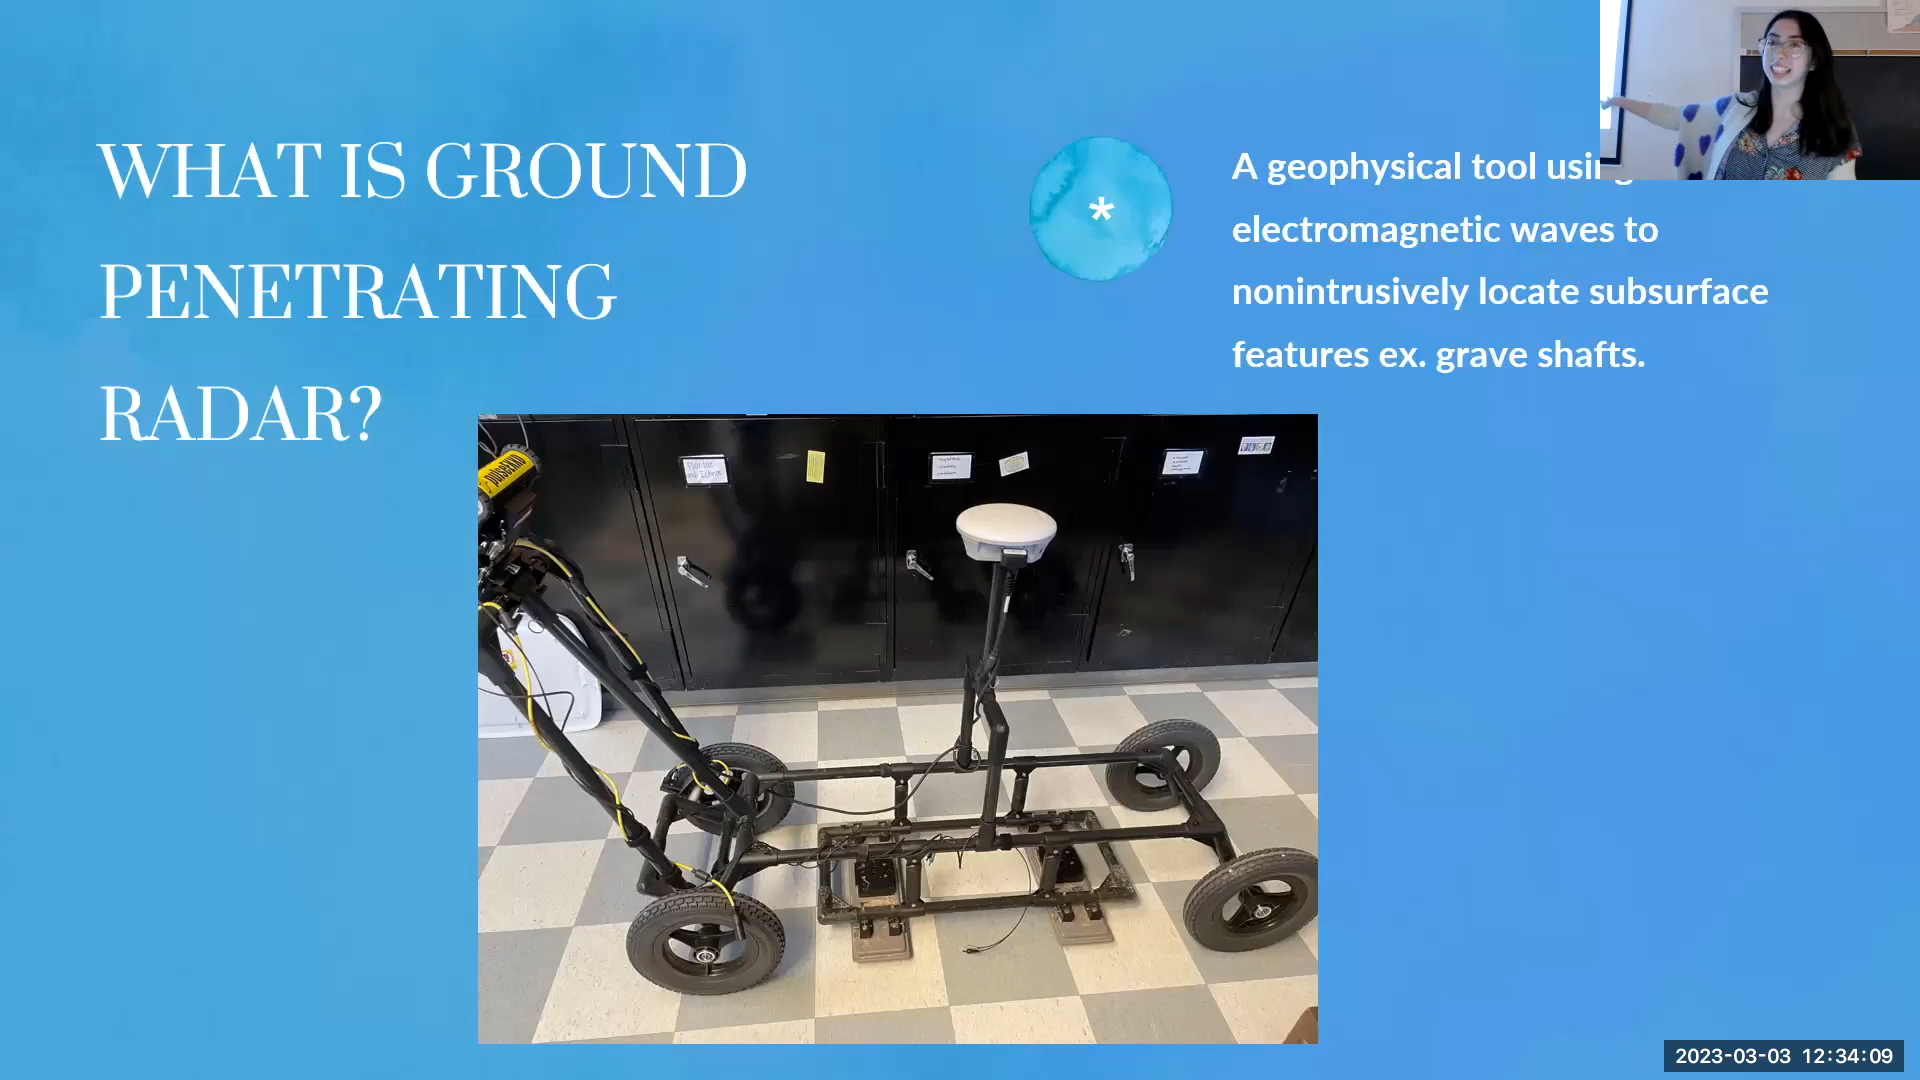 WHAT IS GROUND
PENETRATING
RADAR?
*
A geophysical tool using
electromagnetic waves to
nonintrusively locate subsurface
features ex. grave shafts.
2023-03-03 12:34:09